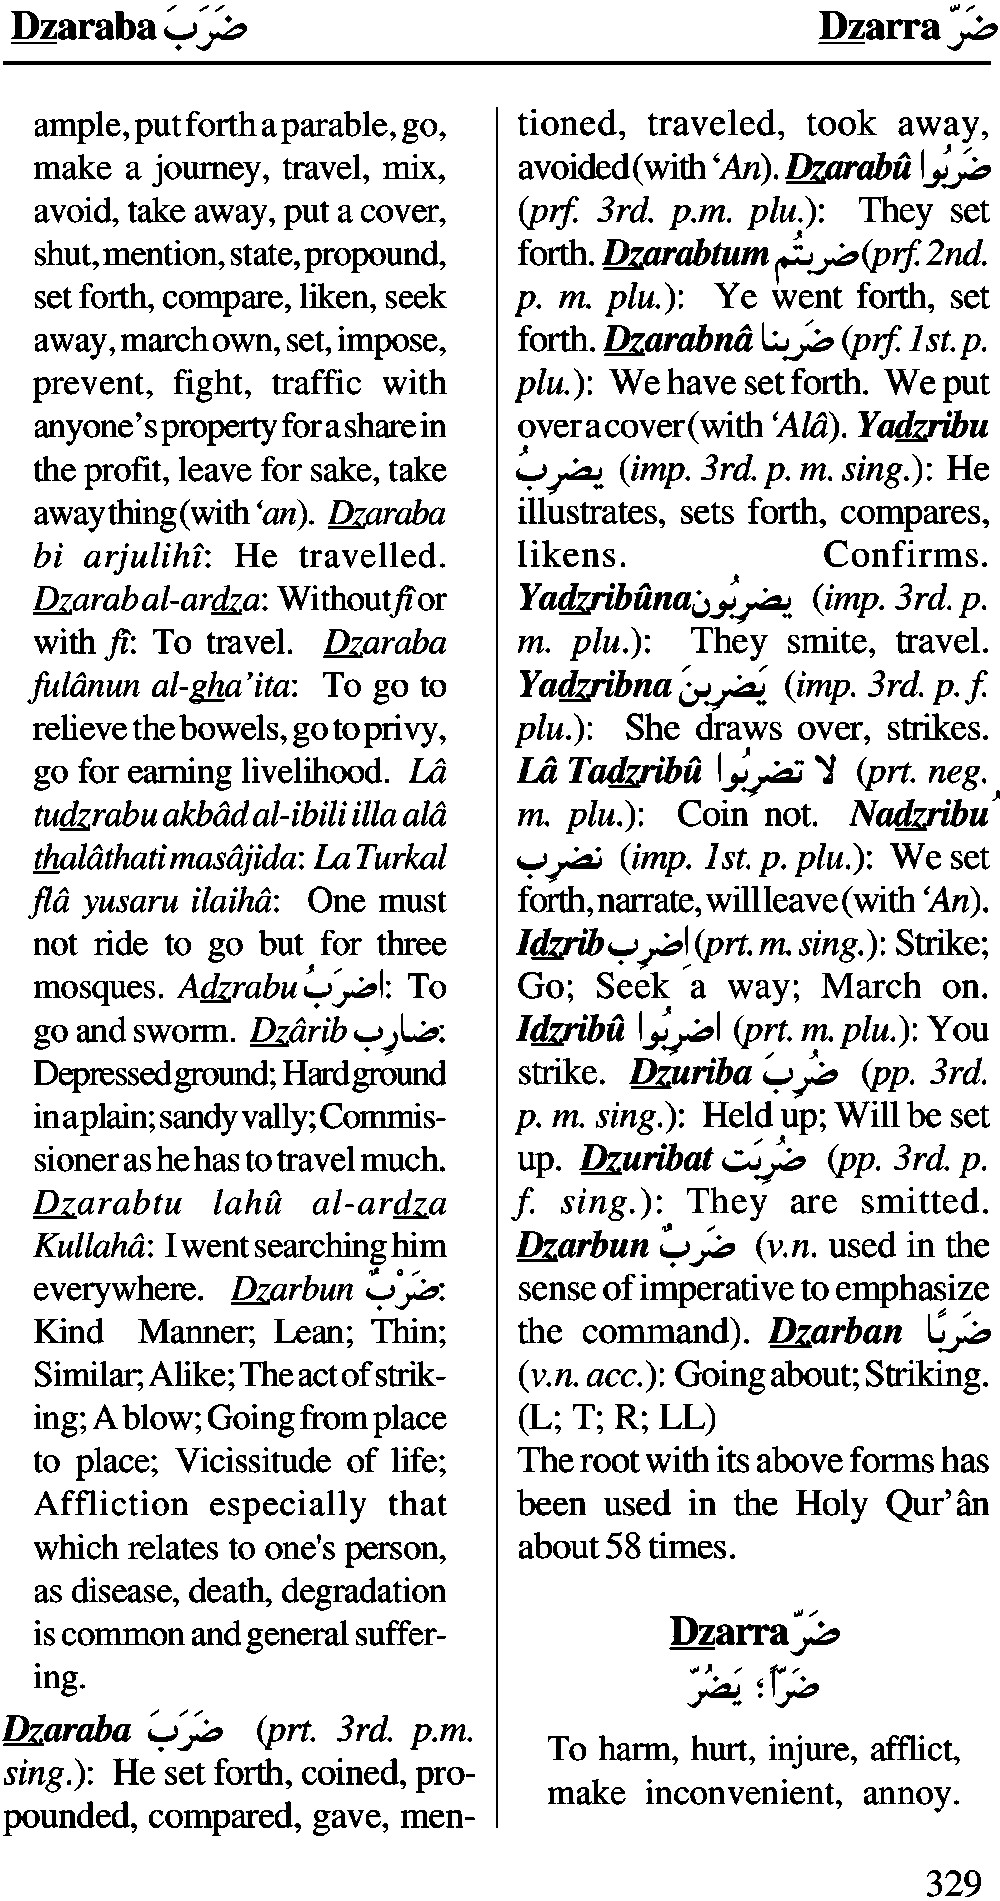 Dzaraba ضَرَبَ
Dzarra ضَرّ
ample, put forth a parable, go,
make a journey, travel, mix,
avoid, take away, put a cover,
shut, mention, state, propound,
set forth, compare, liken, seek
away, march own, set, impose,
prevent, fight, traffic with
anyone's property for a share in
the profit, leave for sake, take
away thing (with ‘an). Dzaraba
bi arjulihî: He travelled.
Dzarab al-ardza: Without fî or
with fî: To travel. Dzaraba
fulânun al-gha’ita: To go to
relieve the bowels, go to privy,
go for earning livelihood. Lâ
tudzrabu akbâd al-ibili illa alâ
thalâthati masâjida: La Turkal
flâ yusaru ilaihâ: One must
not ride to go but for three
mosques. Adzrabu اضرَبُ: To
go and sworm. Dzârib ضارِب:
Depressed ground; Hard ground
in a plain; sandy vally; Commis-
sioner as he has to travel much.
Dzarabtu lahû al-ardza
Kullahâ: I went searching him
everywhere. Dzarbun ضَرْبٌ:
Kind Manner; Lean; Thin;
Similar; Alike; The act of strik-
ing; A blow; Going from place
to place; Vicissitude of life;
Affliction especially that
which relates to one's person,
as disease, death, degradation
is common and general suffer-
ing.
Dzaraba ضَرَبَ (prt. 3rd. p.m.
sing.): He set forth, coined, pro-
pounded, compared, gave, men-
tioned, traveled, took away,
avoided (with ‘An). Dzarabû ضَرَبُوا
(prf. 3rd. p.m. plu.): They set
forth. Dzarabtum ضربتُم (prf. 2nd.
p. m. plu.): Ye went forth, set
forth. Dzarabnâ ضَربنا (prf. 1st. p.
plu.): We have set forth. We put
over a cover (with ‘Alâ). Yadzribu
يضرِبُ (imp. 3rd. p. m. sing.): He
illustrates, sets forth, compares,
likens. Confirms.
Yadzribûna يضرِبُون (imp. 3rd. p.
m. plu.): They smite, travel.
Yadzribna يَضربنَ (imp. 3rd. p. f.
plu.): She draws over, strikes.
Lâ Tadzribû لا تضرِبُوا (prt. neg.
m. plu.): Coin not. Nadzribu
نضرِب (imp. 1st. p. plu.): We set
forth, narrate, will leave (with ‘An).
Idzrib اضرِب (prt. m. sing.): Strike;
Go; Seek a way; March on.
Idzribû اضرِبُوا (prt. m. plu.): You
strike. Dzuriba ضُرِبَ (pp. 3rd.
p. m. sing.): Held up; Will be set
up. Dzuribat ضُرِبَت (pp. 3rd. p.
f. sing.): They are smitted.
Dzarbun ضَربٌ (v.n. used in the
sense of imperative to emphasize
the command). Dzarban ضَربًا
(v.n. acc.): Going about; Striking.
(L; T; R; LL)
The root with its above forms has
been used in the Holy Qur’ân
about 58 times.
Dzarra ضَرّ
ضَرّاً؛ يَضُرّ
To harm, hurt, injure, afflict,
make inconvenient, annoy.
329